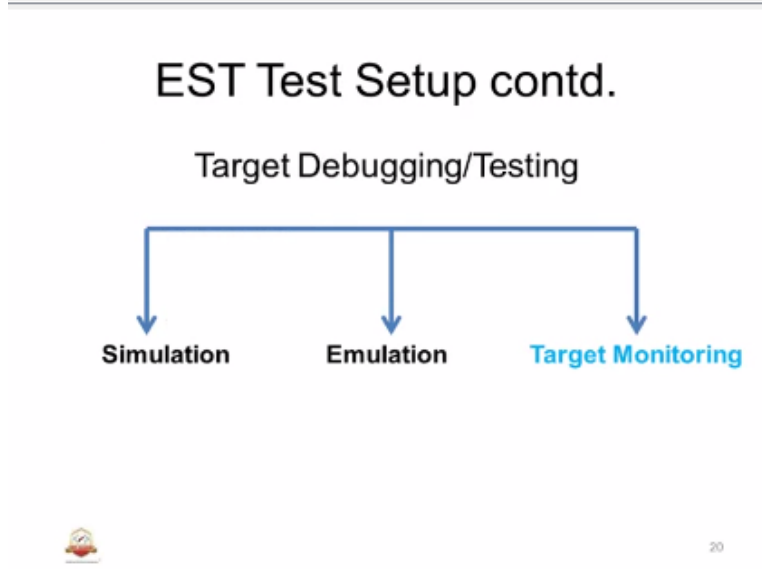 EST Test Setup contd.
Target Debugging/Testing
Simulation Emulation Target Monitoring
20